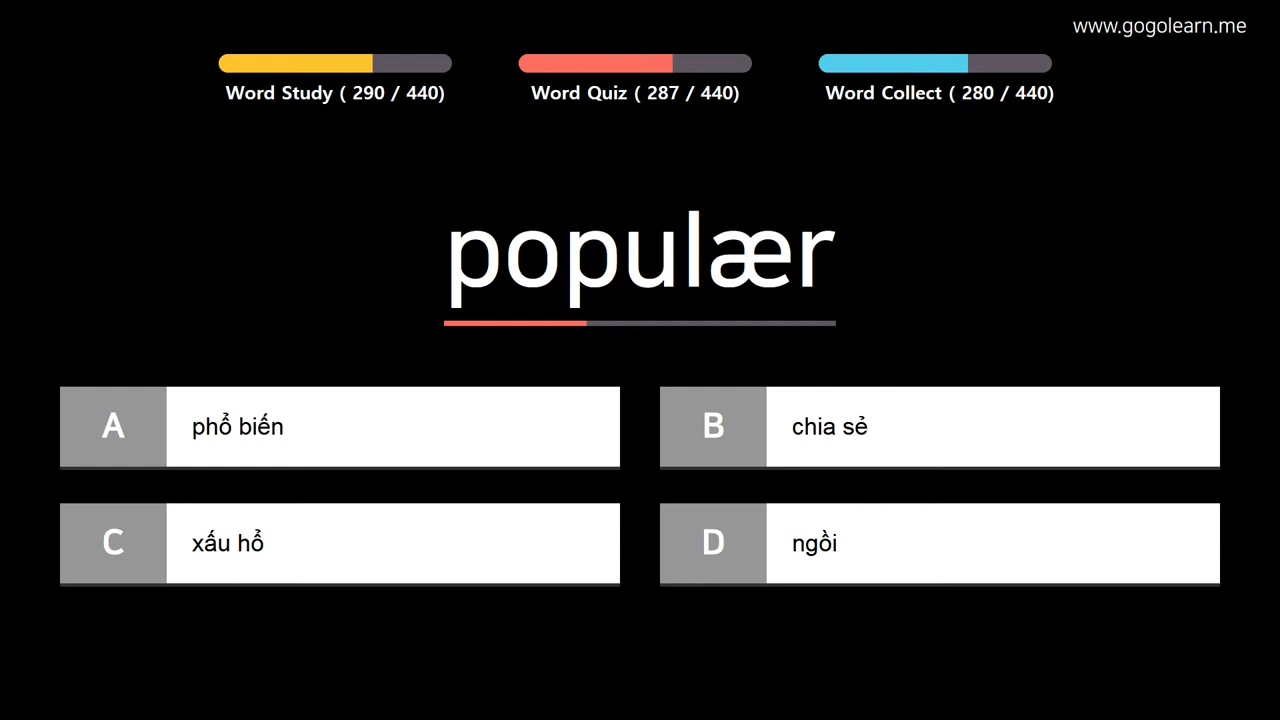 www.gogolearn.me
Word Study ( 290 / 440)
Word Quiz ( 287 / 440)
Word Collect ( 280 / 440)
populær
A
phổ biến
B
chia sẻ
C
xấu hổ
D
ngồi